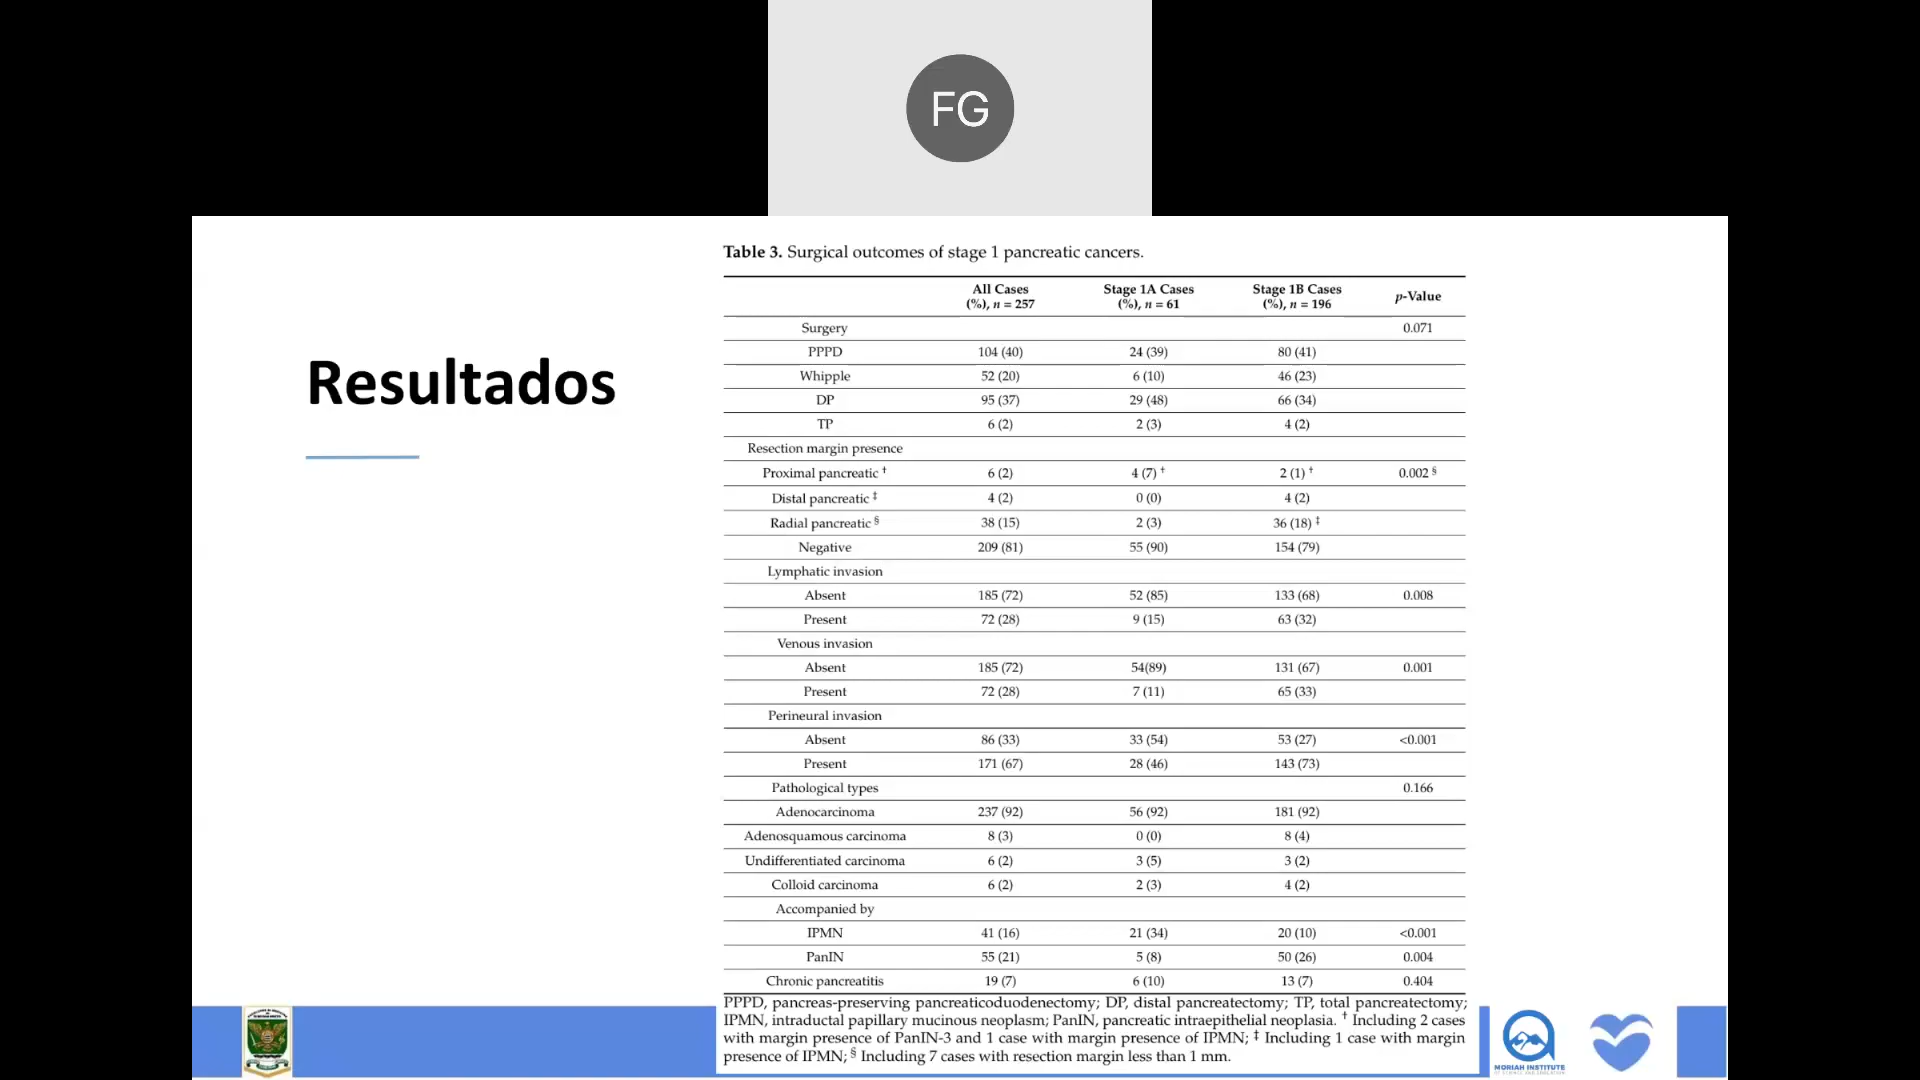 FG
Resultados
Table 3. Surgical outcomes of stage 1 pancreatic cancers.
All Cases (%), n = 257 Stage 1A Cases (%), n = 61 Stage 1B Cases (%), n = 196 p-Value
Surgery 0.071
PPPD 104 (40) 24 (39) 80 (41)
Whipple 52 (20) 6 (10) 46 (23)
DP 95 (37) 29 (48) 66 (34)
TP 6 (2) 2 (3) 4 (2)
Resection margin presence
Proximal pancreatic † 6 (2) 4 (7) † 2 (1) † 0.002 §
Distal pancreatic ‡ 4 (2) 0 (0) 4 (2)
Radial pancreatic § 38 (15) 2 (3) 36 (18) ‡
Negative 209 (81) 55 (90) 154 (79)
Lymphatic invasion
Absent 185 (72) 52 (85) 133 (68) 0.008
Present 72 (28) 9 (15) 63 (32)
Venous invasion
Absent 185 (72) 54(89) 131 (67) 0.001
Present 72 (28) 7 (11) 65 (33)
Perineural invasion
Absent 86 (33) 33 (54) 53 (27) <0.001
Present 171 (67) 28 (46) 143 (73)
Pathological types 0.166
Adenocarcinoma 237 (92) 56 (92) 181 (92)
Adenosquamous carcinoma 8 (3) 0 (0) 8 (4)
Undifferentiated carcinoma 6 (2) 3 (5) 3 (2)
Colloid carcinoma 6 (2) 2 (3) 4 (2)
Accompanied by
IPMN 41 (16) 21 (34) 20 (10) <0.001
PanIN 55 (21) 5 (8) 50 (26) 0.004
Chronic pancreatitis 19 (7) 6 (10) 13 (7) 0.404
PPPD, pancreas-preserving pancreaticoduodenectomy; DP, distal pancreatectomy; TP, total pancreatectomy;
IPMN, intraductal papillary mucinous neoplasm; PanIN, pancreatic intraepithelial neoplasia. † Including 2 cases
with margin presence of PanIN-3 and 1 case with margin presence of IPMN; ‡ Including 1 case with margin
presence of IPMN; § Including 7 cases with resection margin less than 1 mm.
MORIAH INSTITUTE